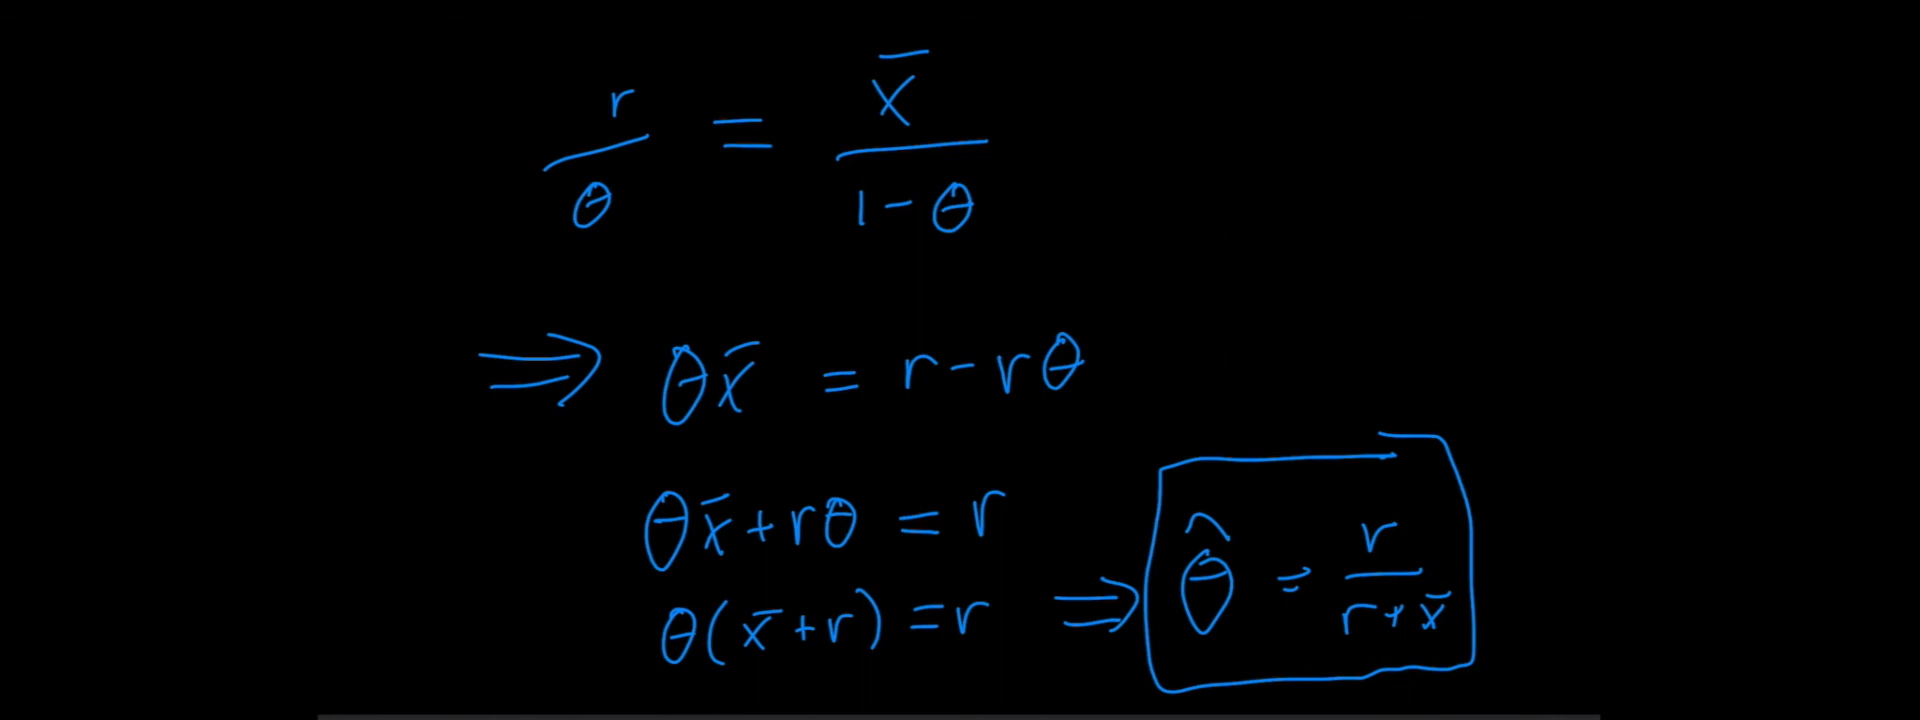 r/θ = x̄/(1-θ)
⇒ θx̄ = r-rθ
θx̄+rθ = r
θ(x̄+r)=r ⇒ θ̂ = r/(r+x̄)